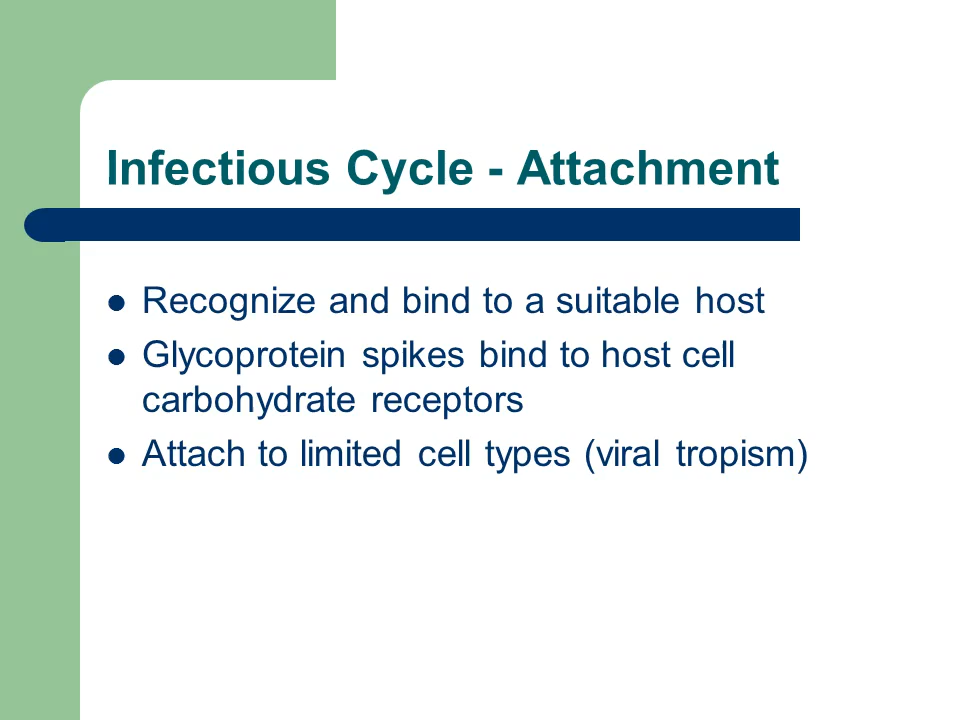 Infectious Cycle - Attachment
● Recognize and bind to a suitable host
● Glycoprotein spikes bind to host cell
carbohydrate receptors
● Attach to limited cell types (viral tropism)